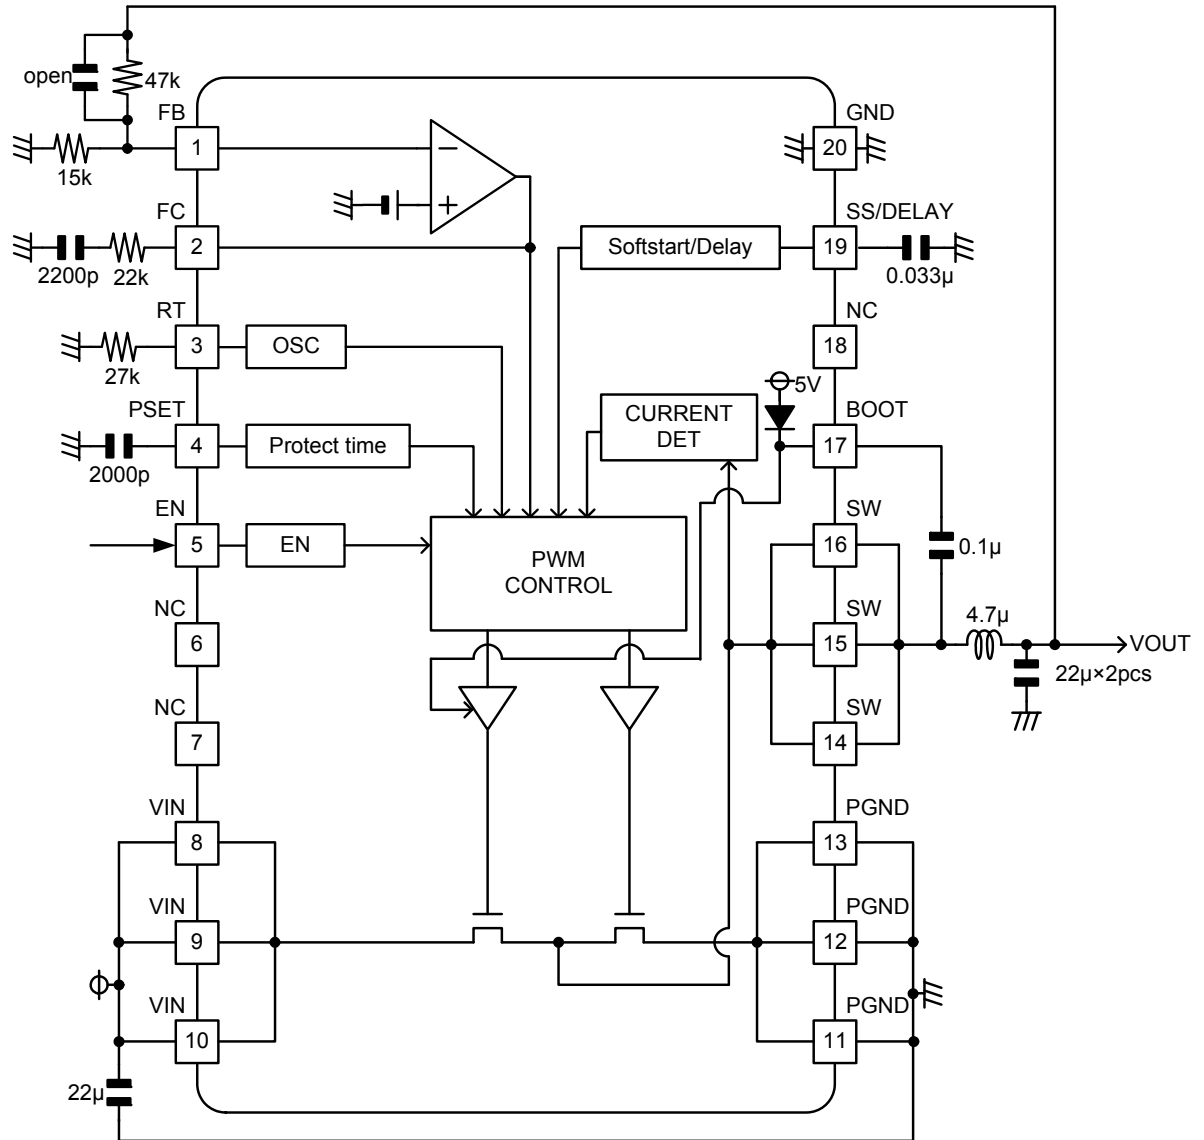 open
47k
FB
1
15k
FC
2
2200p
22k
RT
3
OSC
27k
PSET
4
Protect time
2000p
EN
5
EN
NC
6
NC
7
VIN
8
VIN
9
VIN
10
22µ
−
+
Softstart/Delay
CURRENT
DET
5V
PWM
CONTROL
GND
20
SS/DELAY
19
0.033µ
NC
18
BOOT
17
SW
16
0.1µ
SW
15
4.7µ
VOUT
22µ×2pcs
SW
14
PGND
13
PGND
12
PGND
11